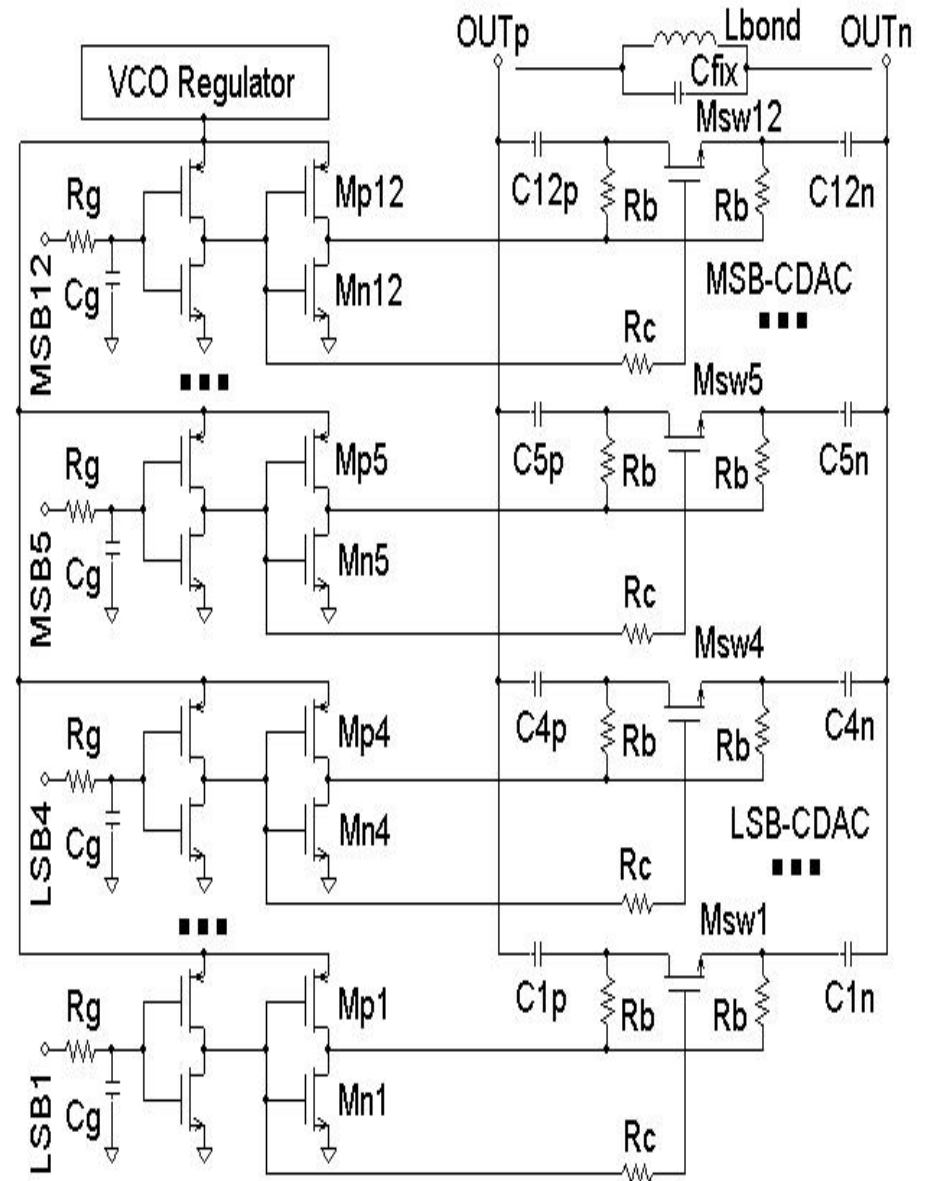 OUTp
Lbond
OUTn
Cfix
VCO Regulator
Msw12
Rg
Mp12
C12p
Rb
Rb
C12n
MSB12
Cg
Mn12
MSB-CDAC
Rc
Msw5
Rg
Mp5
C5p
Rb
Rb
C5n
MSB5
Cg
Mn5
Rc
Msw4
Rg
Mp4
C4p
Rb
Rb
C4n
LSB4
Cg
Mn4
LSB-CDAC
Rc
Msw1
Rg
Mp1
C1p
Rb
Rb
C1n
LSB1
Cg
Mn1
Rc